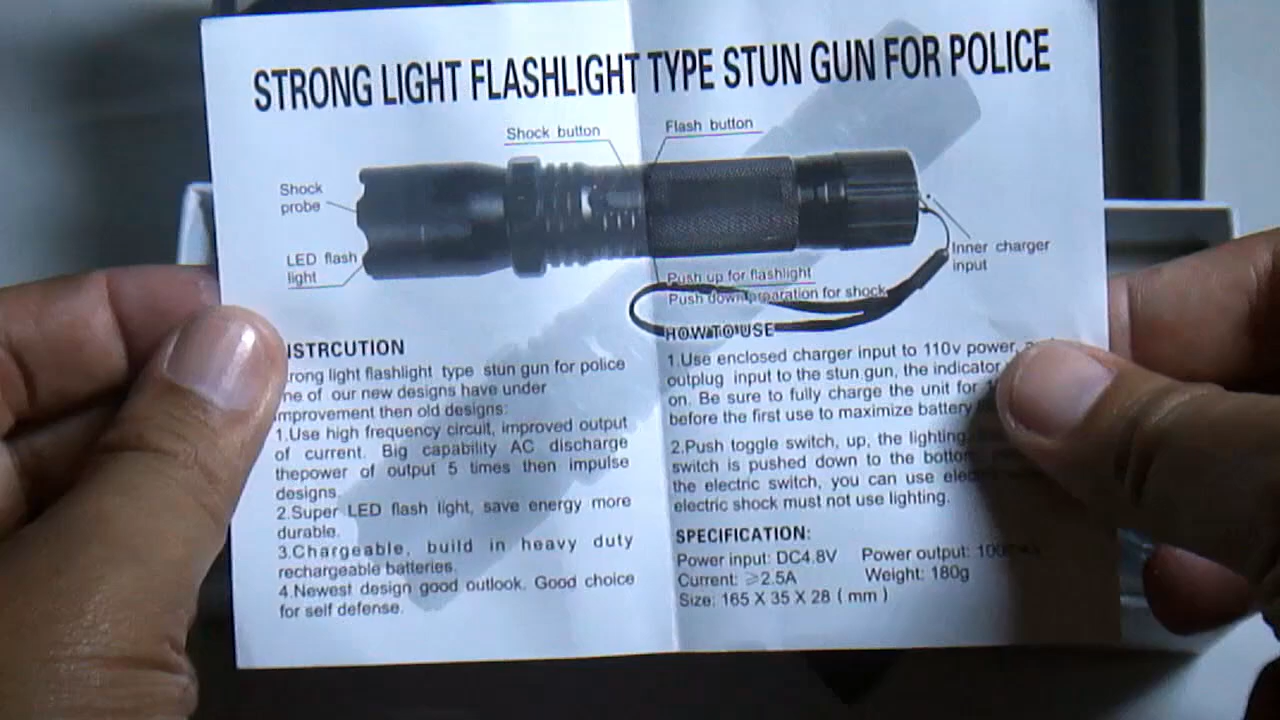 STRONG LIGHT FLASHLIGHT TYPE STUN GUN FOR POLICE
Shock button
Flash button
Shock
probe
LED flash
light
Inner charger
input
Push up for flashlight
Push down preparation for shock
ISTRCUTION
rong light flashlight type stun gun for police
ne of our new designs have under
mprovement then old designs:
1.Use high frequency circuit, improved output
of current. Big capability AC discharge
thepower of output 5 times then impulse
designs.
2.Super LED flash light, save energy more
durable.
3.Chargeable, build in heavy duty
rechargeable batteries.
4.Newest design good outlook. Good choice
for self defense.
HOW TO USE
1.Use enclosed charger input to 110v power,
outplug input to the stun gun, the indicator
on. Be sure to fully charge the unit for
before the first use to maximize battery
2.Push toggle switch, up, the lighting
switch is pushed down to the bottom
the electric switch, you can use
electric shock must not use lighting.
SPECIFICATION:
Power input: DC4.8V Power output:
Current: ⩾2.5A Weight: 180g
Size: 165 X 35 X 28 ( mm )